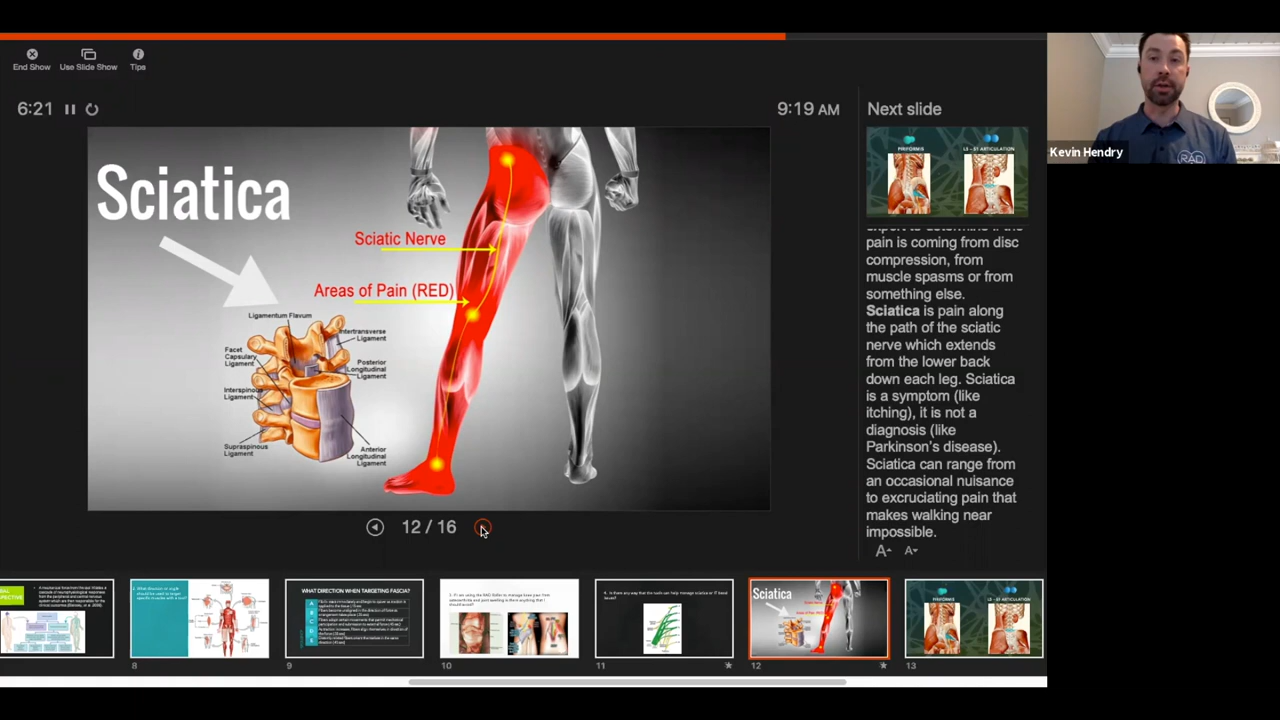 End Show
Use Slide Show
Tips
6:21
9:19 AM
Next slide
Sciatica
Sciatic Nerve
Areas of Pain (RED)
Ligamentum Flavum
Facet
Capsulary
Ligament
Interspinous
Ligament
Supraspinous
Ligament
Intertransverse
Ligament
Posterior
Longitudinal
Ligament
Anterior
Longitudinal
Ligament
PIRIFORMIS
pain is coming from disc
compression, from
muscle spasms or from
something else.
Sciatica is pain along
the path of the sciatic
nerve which extends
from the lower back
down each leg. Sciatica
is a symptom (like
itching), it is not a
diagnosis (like
Parkinson's disease).
Sciatica can range from
an occasional nuisance
to excruciating pain that
makes walking near
impossible.
A A
12 / 16
Kevin Hendry
RAD
WHAT DIRECTION WHEN TARGETING FASCIA?
Sciatica
8
9
10
11
12
13